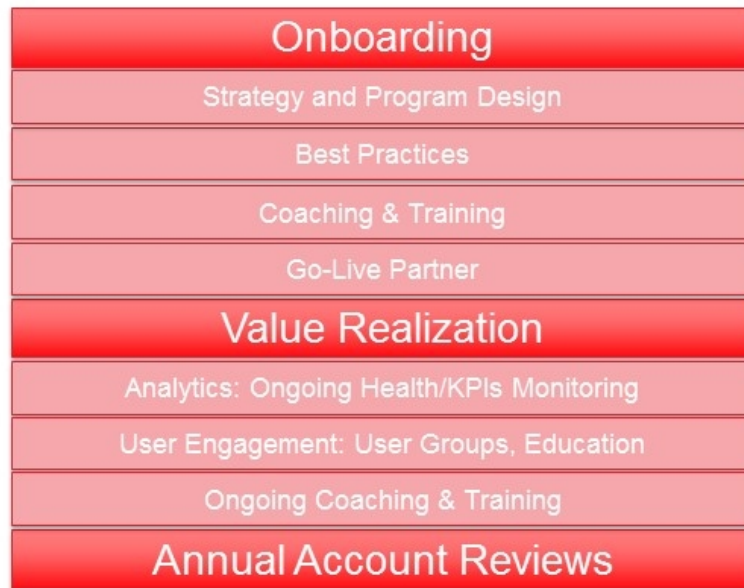 Onboarding
Strategy and Program Design
Best Practices
Coaching & Training
Go-Live Partner
Value Realization
Analytics: Ongoing Health/KPIs Monitoring
User Engagement: User Groups, Education
Ongoing Coaching & Training
Annual Account Reviews